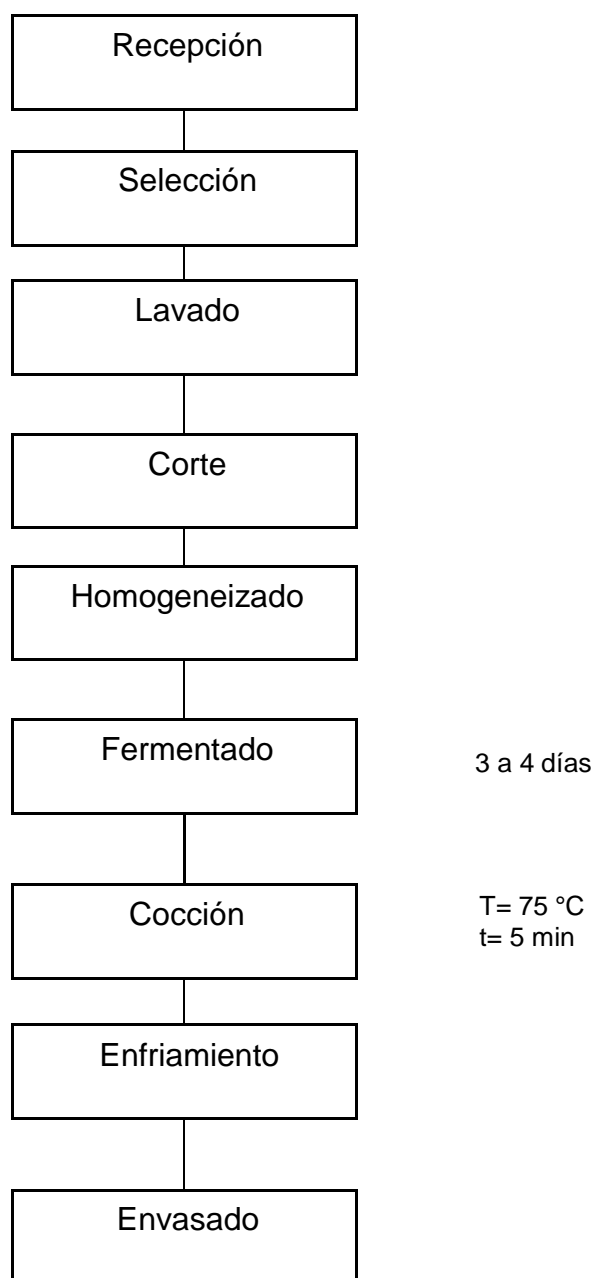 Recepción
Selección
Lavado
Corte
Homogeneizado
Fermentado
3 a 4 días
Cocción
T= 75 °C
t= 5 min
Enfriamiento
Envasado